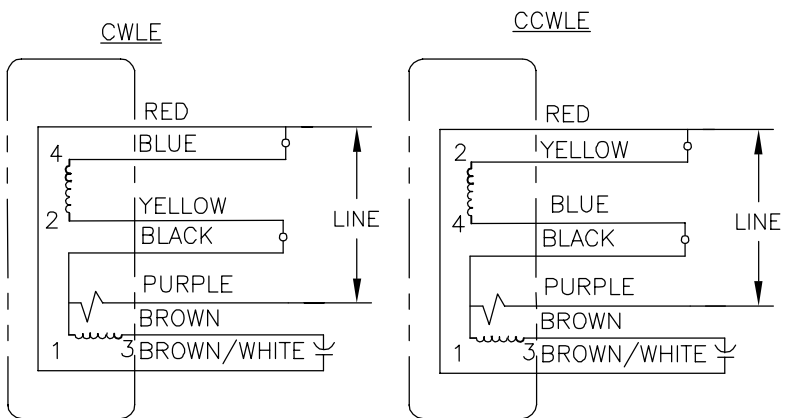 CWLE
RED
4
BLUE
2
YELLOW
BLACK
PURPLE
BROWN
1
3
BROWN/WHITE
LINE
CCWLE
RED
2
YELLOW
4
BLUE
BLACK
PURPLE
BROWN
1
3
BROWN/WHITE
LINE